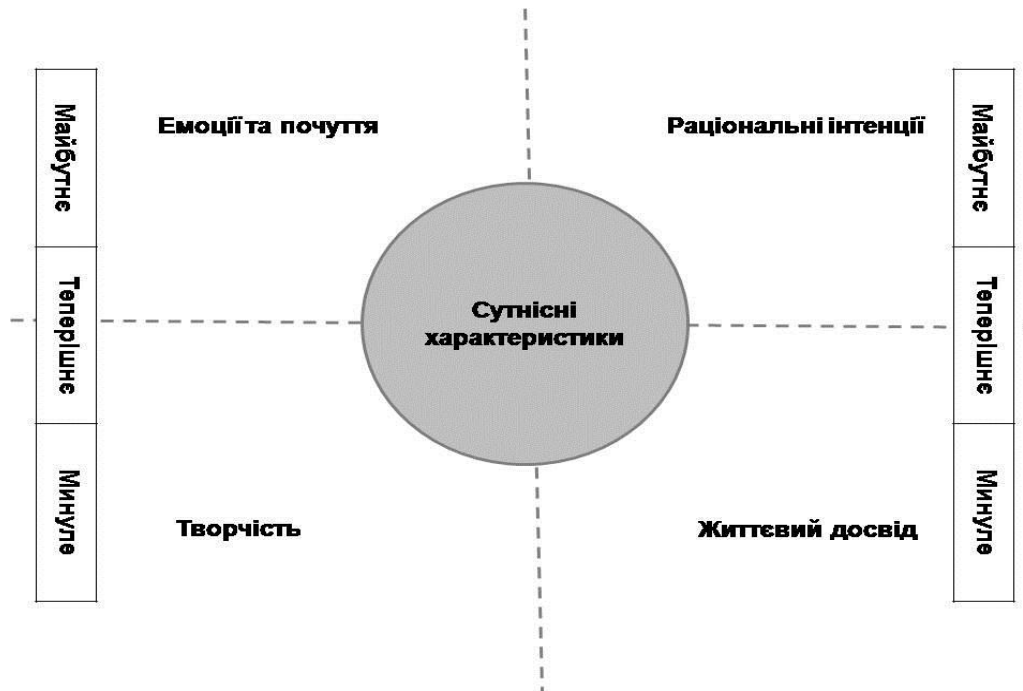 Майбутнє
Теперішнє
Минуле
Емоції та почуття
Раціональні інтенції
Сутнісні
характеристики
Творчість
Життєвий досвід
Майбутнє
Теперішнє
Минуле